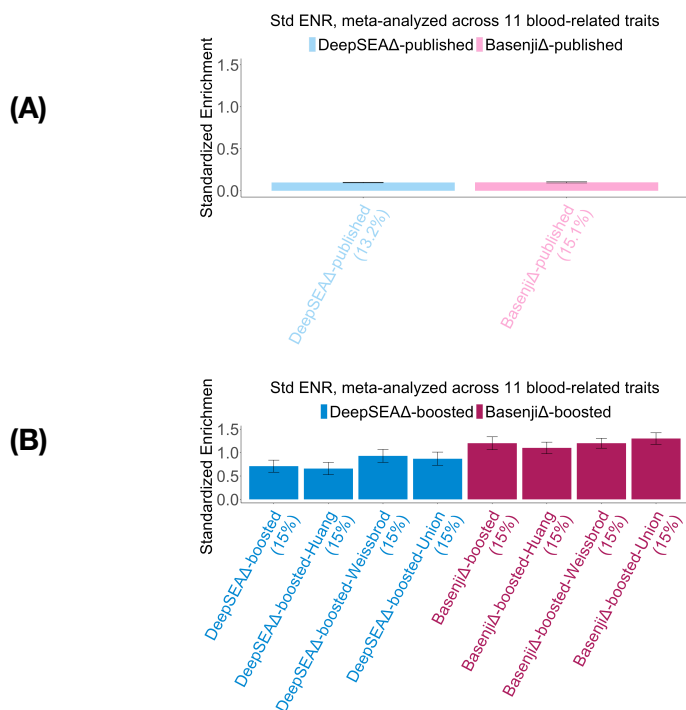 Std ENR, meta-analyzed across 11 blood-related traits
DeepSEAΔ-published BasenjiΔ-published
(A)
Standardized Enrichment
1.5
1.0
0.5
0.0
DeepSEAΔ-published
(13.2%)
BasenjiΔ-published
(15.1%)
Std ENR, meta-analyzed across 11 blood-related traits
DeepSEAΔ-boosted BasenjiΔ-boosted
(B)
Standardized Enrichmen
1.5
1.0
0.5
0.0
DeepSEAΔ-boosted
(15%)
DeepSEAΔ-boosted-Huang
(15%)
DeepSEAΔ-boosted-Weissbrod
(15%)
DeepSEAΔ-boosted-Union
(15%)
BasenjiΔ-boosted
(15%)
BasenjiΔ-boosted-Huang
(15%)
BasenjiΔ-boosted-Weissbrod
(15%)
BasenjiΔ-boosted-Union
(15%)